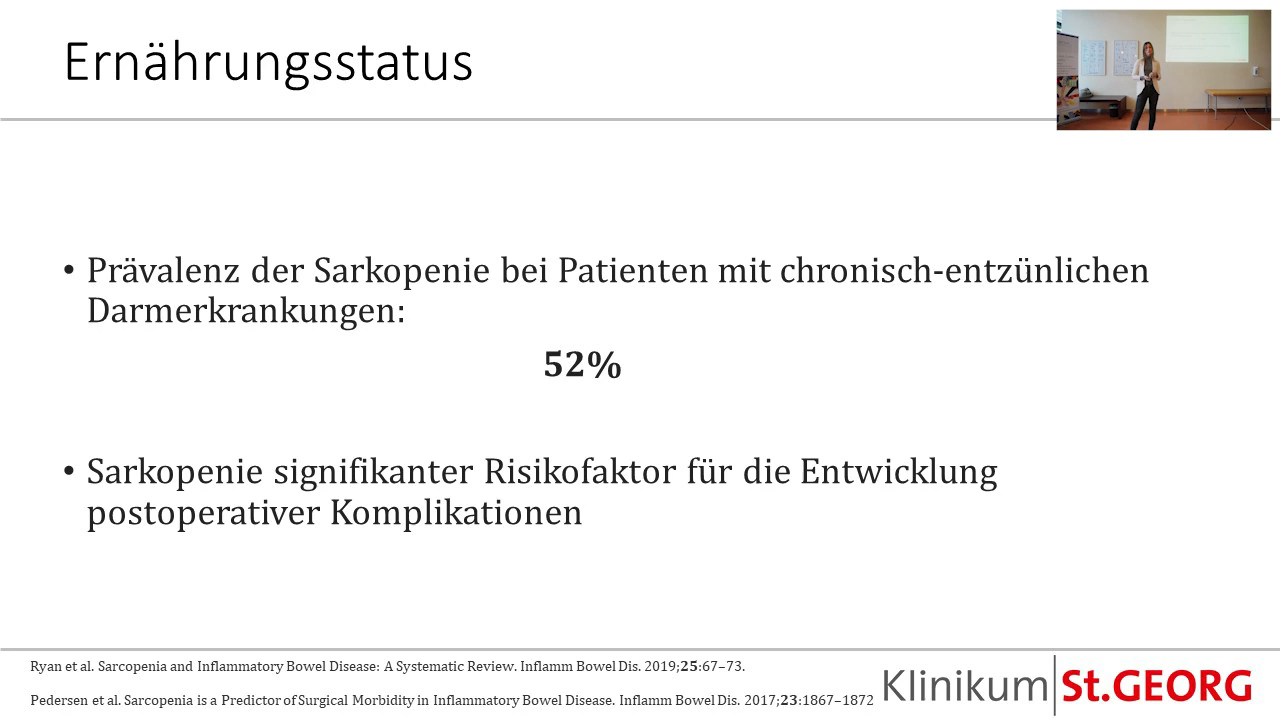 Ernährungsstatus
• Prävalenz der Sarkopenie bei Patienten mit chronisch-entzünlichen
Darmerkrankungen:
52%
• Sarkopenie signifikanter Risikofaktor für die Entwicklung
postoperativer Komplikationen
Ryan et al. Sarcopenia and Inflammatory Bowel Disease: A Systematic Review. Inflamm Bowel Dis. 2019;25:67–73.
Pedersen et al. Sarcopenia is a Predictor of Surgical Morbidity in Inflammatory Bowel Disease. Inflamm Bowel Dis. 2017;23:1867–1872
Klinikum St.GEORG